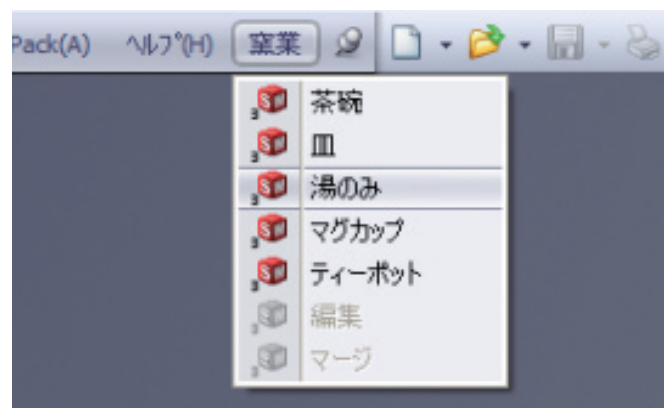 Pack(A) ヘルプ(H) 窯業
茶碗
皿
湯のみ
マグカップ
ティーポット
編集
マージ